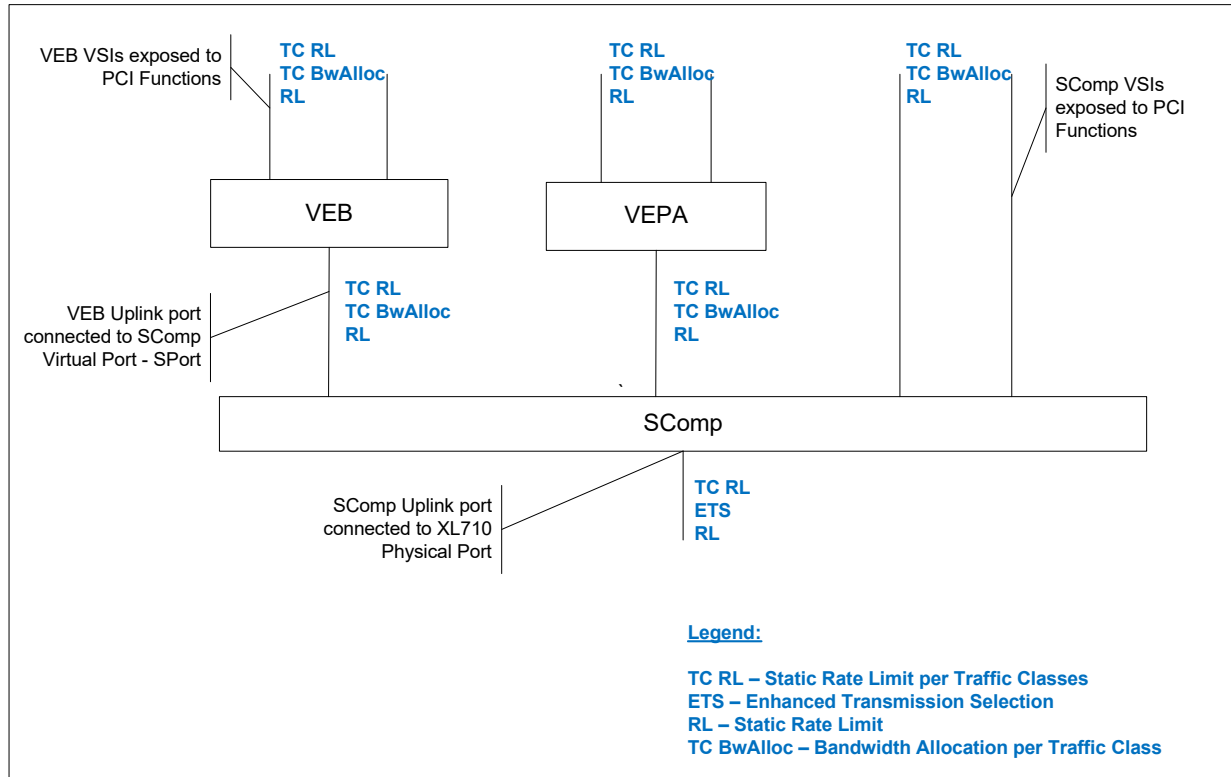 VEB VSIs exposed to
PCI Functions
TC RL
TC BwAlloc
RL
TC RL
TC BwAlloc
RL
TC RL
TC BwAlloc
RL
SComp VSIs
exposed to PCI
Functions
VEB
VEPA
VEB Uplink port
connected to SComp
Virtual Port - SPort
TC RL
TC BwAlloc
RL
TC RL
TC BwAlloc
RL
`
SComp
SComp Uplink port
connected to XL710
Physical Port
TC RL
ETS
RL
Legend:
TC RL – Static Rate Limit per Traffic Classes
ETS – Enhanced Transmission Selection
RL – Static Rate Limit
TC BwAlloc – Bandwidth Allocation per Traffic Class